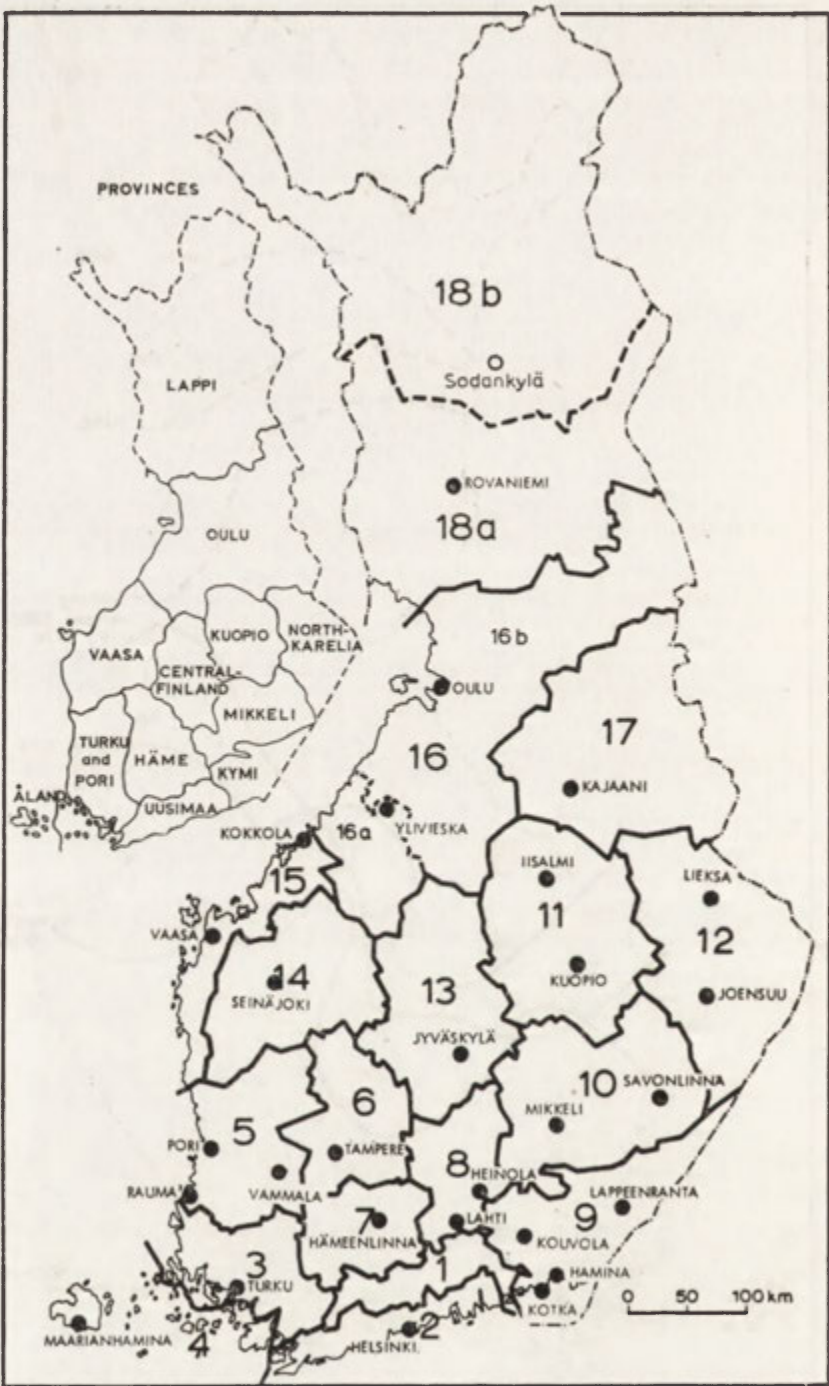 PROVINCES
LAPPI
OULU
VAASA
KUOPIO
NORTH-
KARELIA
CENTRAL-
FINLAND
MIKKELI
TURKU
and
PORI
HÄME
KYMI
ÅLAND
UUSIMAA
18 b
Sodankylä
ROVANIEMI
18a
16 b
OULU
17
16
KAJAANI
YLIVIESKA
16a
KOKKOLA
15
IISALMI
LIEKSA
11
12
VAASA
14
SEINÄJOKI
13
KUOPIO
JOENSUU
JYVÄSKYLÄ
10
SAVONLINNA
MIKKELI
6
5
PORI
TAMPERE
VAMMALA
8
HEINOLA
RAUMA
LAPPEENRANTA
7
HÄMEENLINNA
LAHTI
9
KOUVOLA
3
TURKU
1
HAMINA
KOTKA
0 50 100 km
MAARIANHAMINA
4
HELSINKI
2